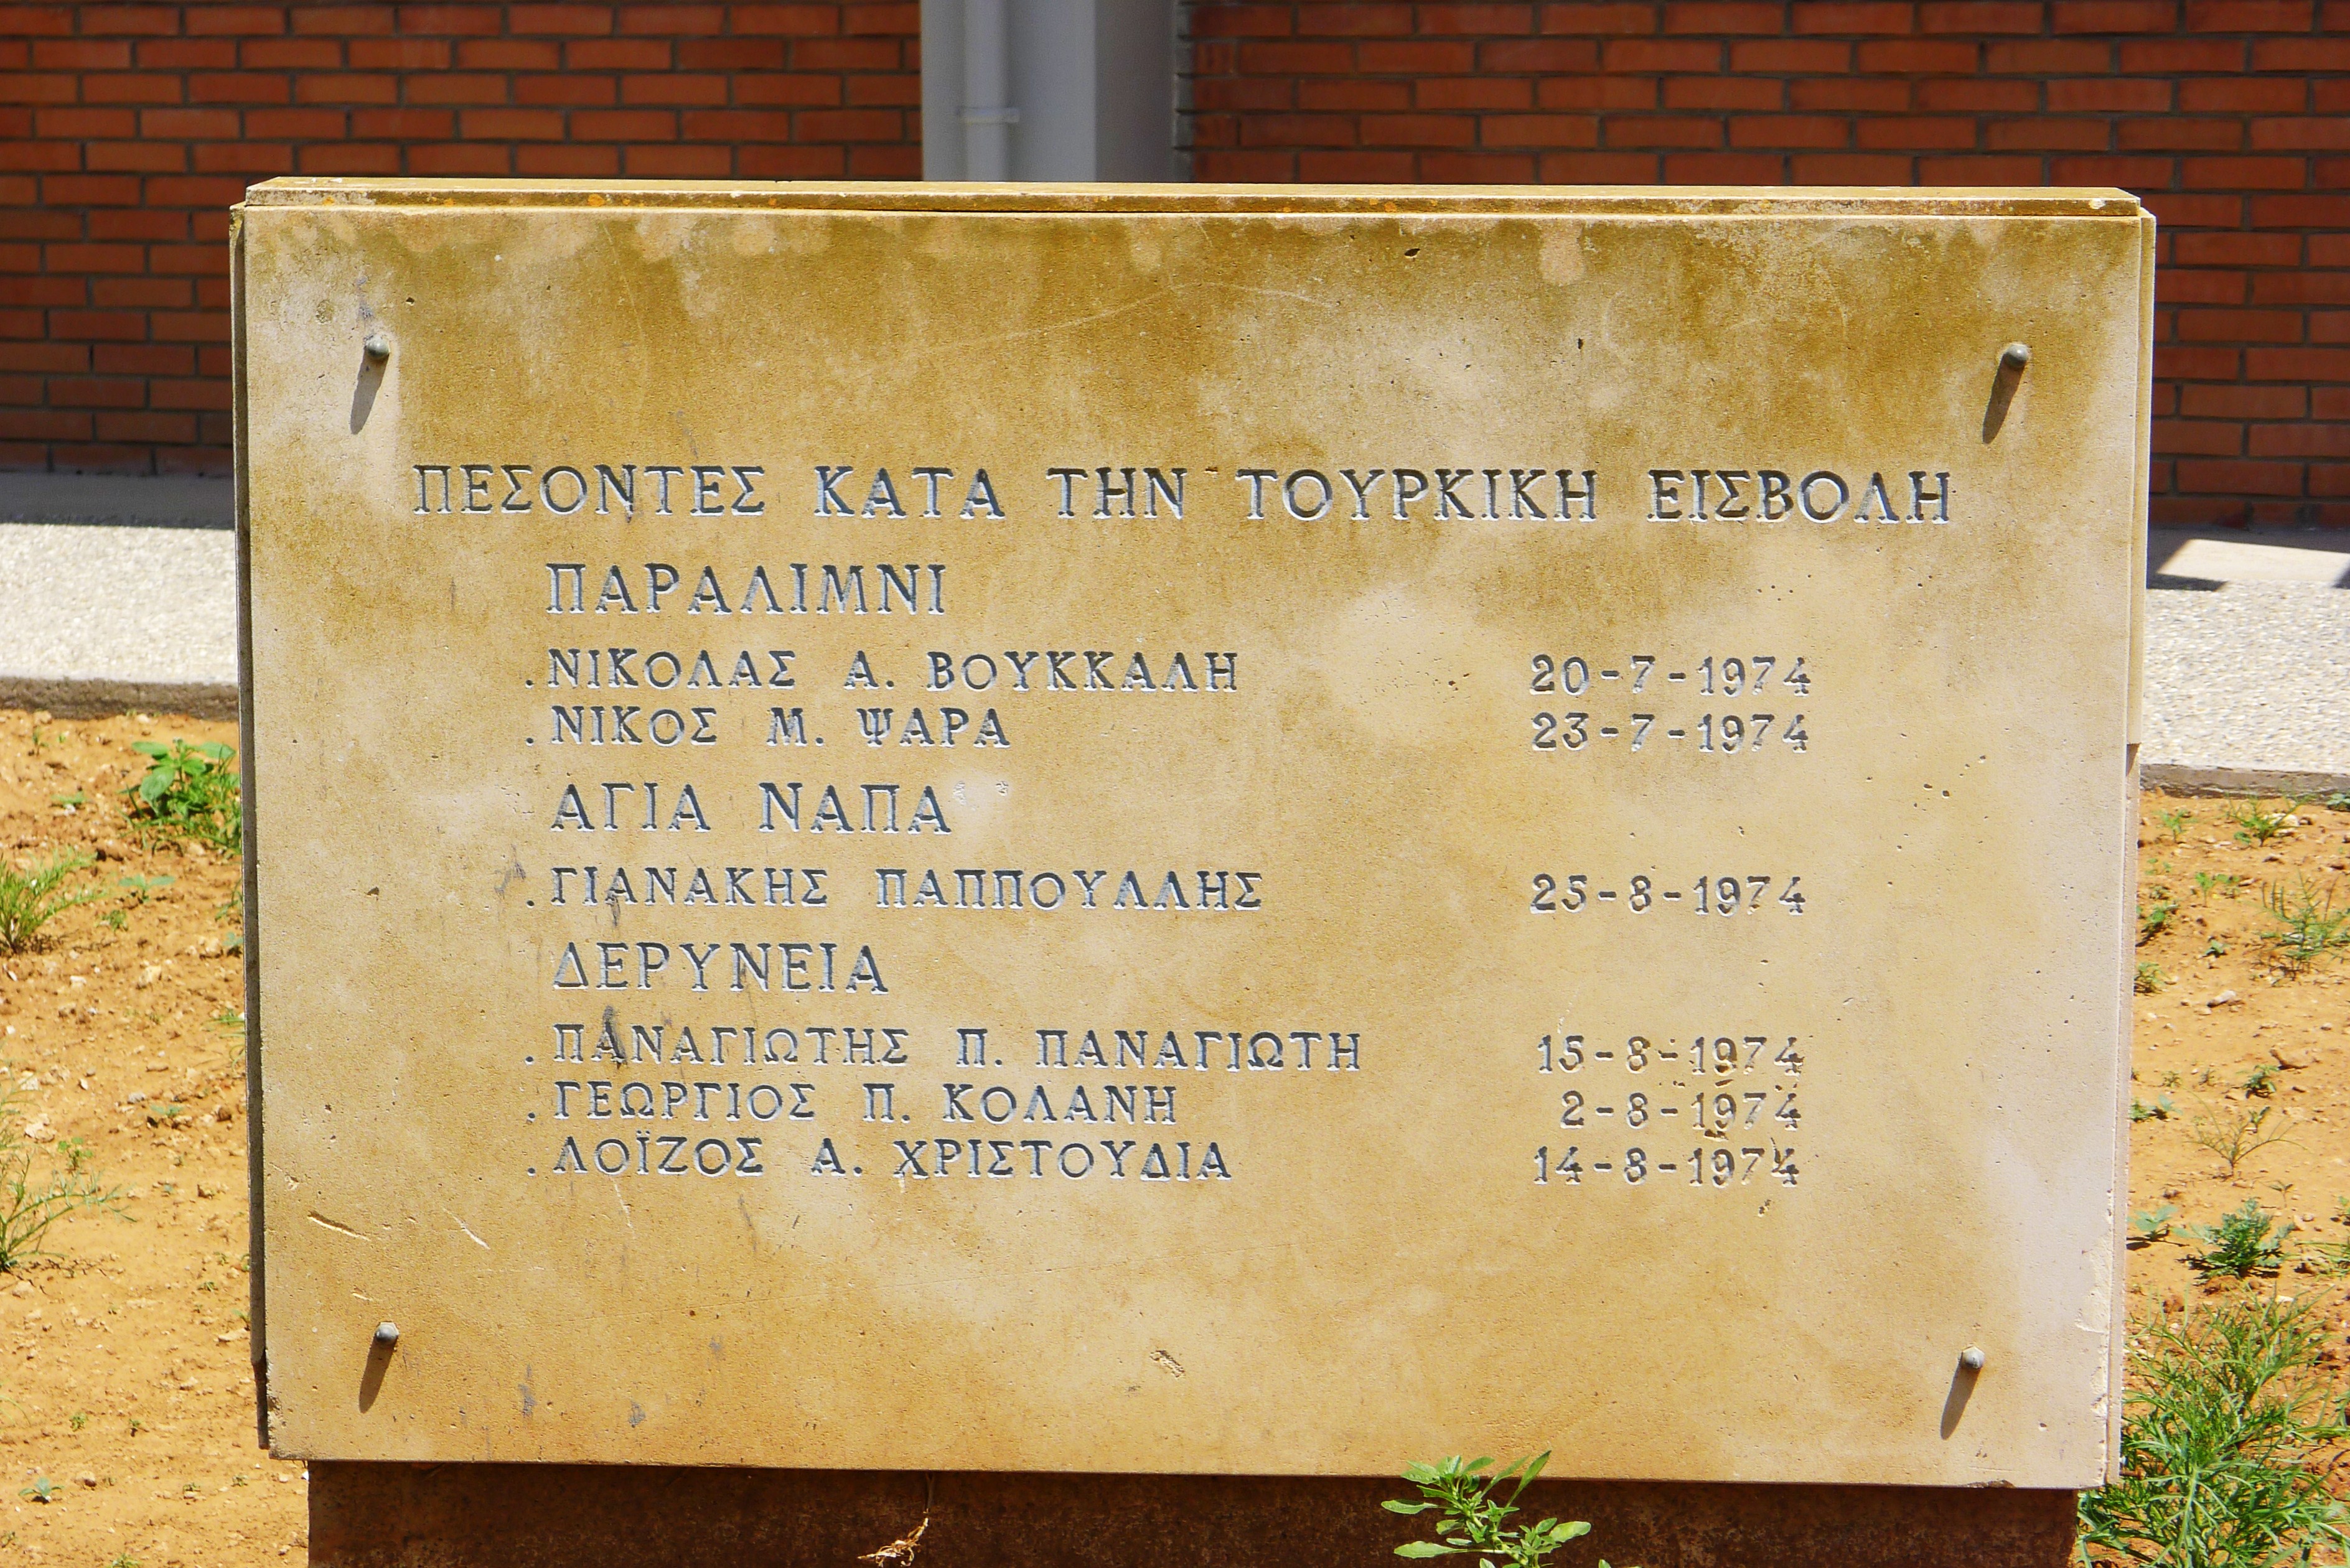 ΠΕΣΟΝΤΕΣ ΚΑΤΑ ΤΗΝ ΤΟΥΡΚΙΚΗ ΕΙΣΒΟΛΗ
ΠΑΡΑΛΙΜΝΙ
.ΝΙΚΟΛΑΣ Α. ΒΟΥΚΚΑΛΗ 20-7-1974
.ΝΙΚΟΣ Μ. ΨΑΡΑ 23-7-1974
ΑΓΙΑ ΝΑΠΑ
.ΓΙΑΝΑΚΗΣ ΠΑΠΠΟΥΛΛΗΣ 25-8-1974
ΔΕΡΥΝΕΙΑ
.ΠΑΝΑΓΙΩΤΗΣ Π. ΠΑΝΑΓΙΩΤΗ 15-8-1974
.ΓΕΩΡΓΙΟΣ Π. ΚΟΛΑΝΗ 2-8-1974
.ΛΟΪΖΟΣ Α. ΧΡΙΣΤΟΥΔΙΑ 14-8-1974